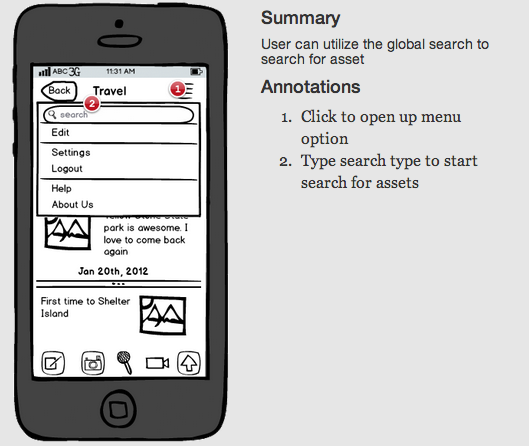 ABC 3G 11:31 AM
Back Travel 1
2
search
Edit
Settings
Logout
Help
About Us
Yellow Stone State
park is awesome. I
love to come back
again
Jan 20th, 2012
First time to Shelter
Island
Summary
User can utilize the global search to
search for asset
Annotations
1. Click to open up menu
option
2. Type search type to start
search for assets